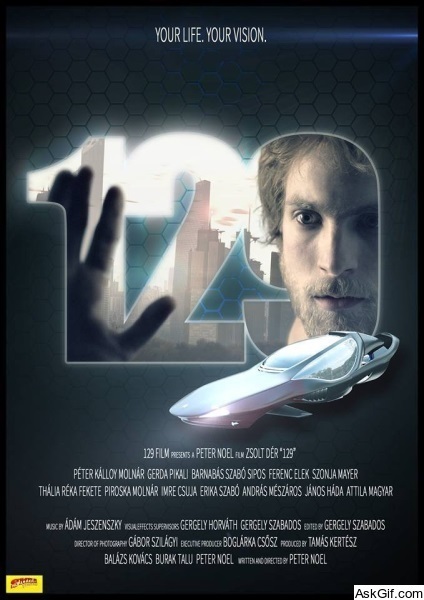 YOUR LIFE. YOUR VISION.
129
129 FILM PRESENTS A PETER NOEL FILM ZSOLT DÉR "129"
PÉTER KÁLLOY MOLNÁR GERDA PIKALI BARNABÁS SZABÓ SIPOS FERENC ELEK SZONJA MAYER
THÁLIA RÉKA FEKETE PIROSKA MOLNÁR IMRE CSUJA ERIKA SZABÓ ANDRÁS MÉSZÁROS JÁNOS HÁDA ATTILA MAGYAR
MUSIC BY ÁDÁM JESZENSZKY VISUALEFFECTS SUPERVISORS GERGELY HORVÁTH GERGELY SZABADOS EDITED BY GERGELY SZABADOS
DIRECTOR OF PHOTOGRAPHY GÁBOR SZILÁGYI EXECUTIVE PRODUCER BOGLÁRKA CSŐSZ PRODUCED BY TAMÁS KERTÉSZ
BALÁZS KOVÁCS BURAK TALU PETER NOEL WRITTEN AND DIRECTED BY PETER NOEL
AskGif.com